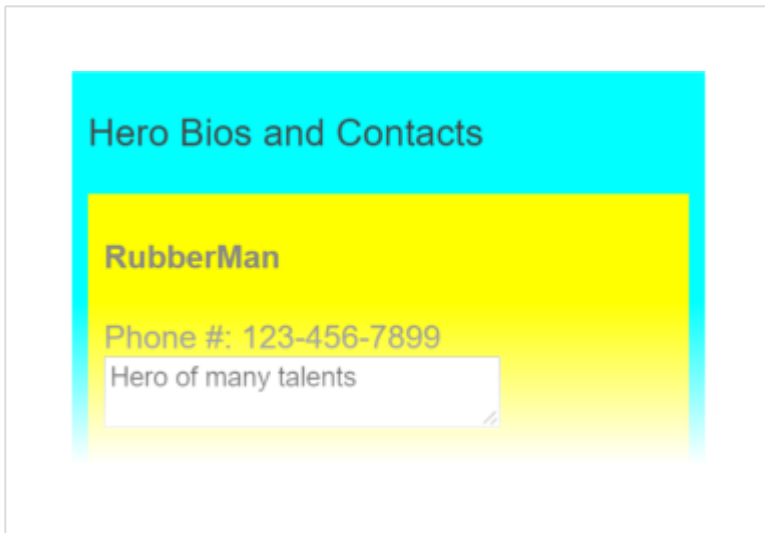 Hero Bios and Contacts
RubberMan
Phone #: 123-456-7899
Hero of many talents